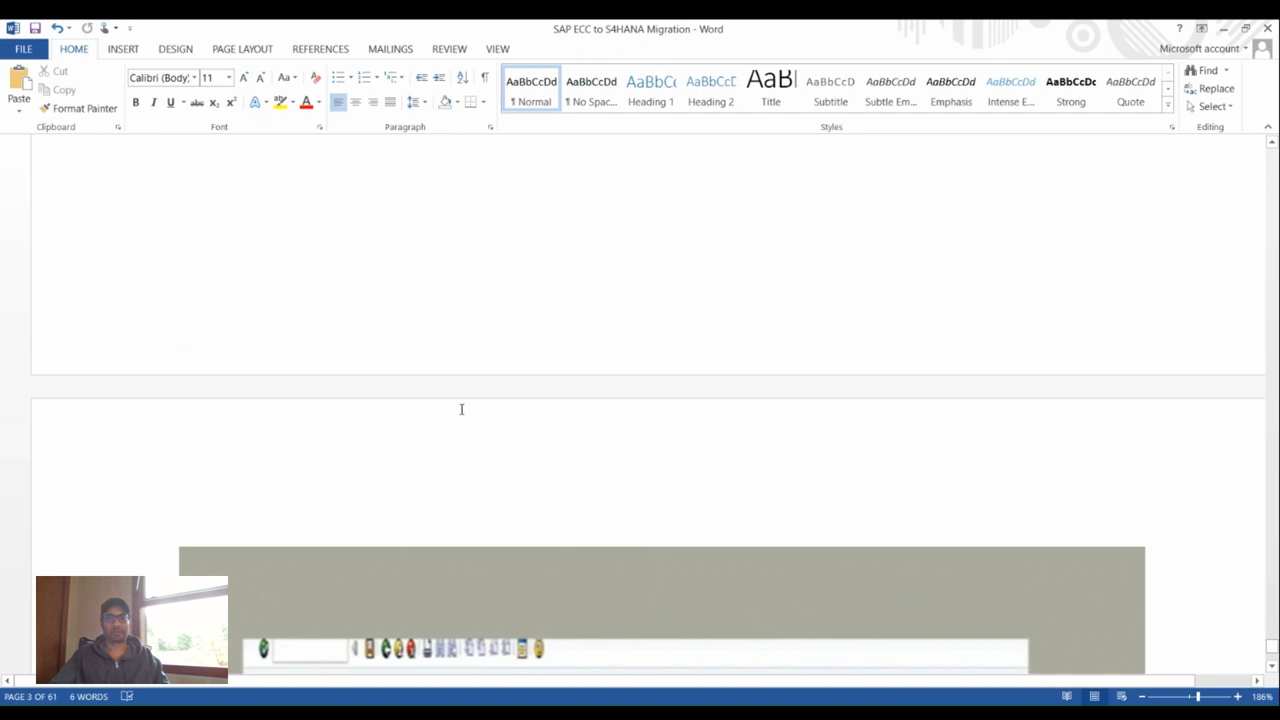 SAP ECC to S4HANA Migration - Word
FILE HOME INSERT DESIGN PAGE LAYOUT REFERENCES MAILINGS REVIEW VIEW Microsoft account
Paste
Cut
Copy
Format Painter
Clipboard
Calibri (Body) 11
Font
Paragraph
AaBbCcDd AaBbCcDd AaBbCc AaBbCcD AaBl AaBbCcD AaBbCcDd AaBbCcDd AaBbCcDd AaBbCcDc AaBbCcDd
¶ Normal ¶ No Spac... Heading 1 Heading 2 Title Subtitle Subtle Em... Emphasis Intense E... Strong Quote
Styles
Find
Replace
Select
Editing
PAGE 3 OF 61 6 WORDS 186%